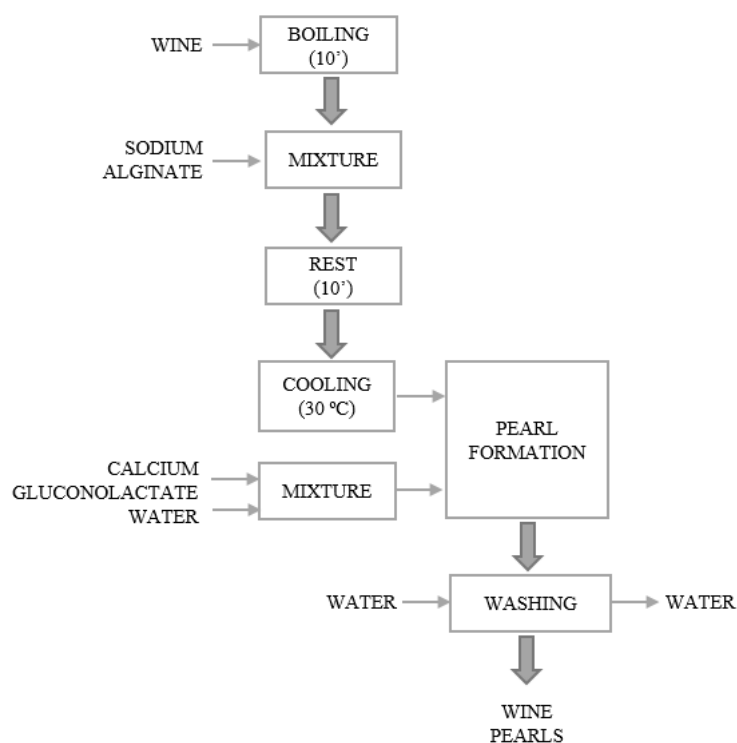 WINE
BOILING
(10’)
SODIUM
ALGINATE
MIXTURE
REST
(10’)
COOLING
(30 ºC)
PEARL
FORMATION
CALCIUM
GLUCONOLACTATE
WATER
MIXTURE
WATER
WASHING
WATER
WINE
PEARLS